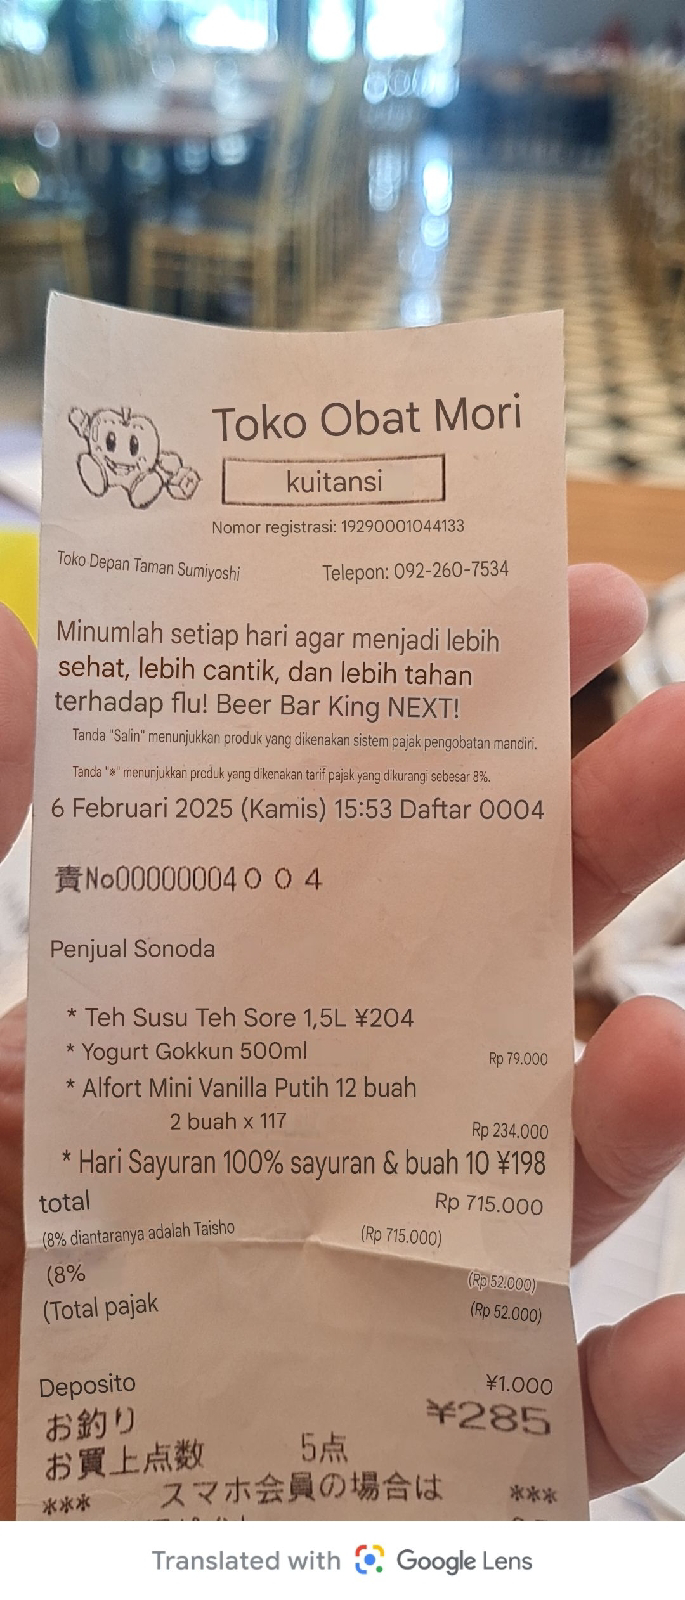 Toko Obat Mori
kuitansi
Nomor registrasi: 19290001044133
Toko Depan Taman Sumiyoshi Telepon: 092-260-7534
Minumlah setiap hari agar menjadi lebih
sehat, lebih cantik, dan lebih tahan
terhadap flu! Beer Bar King NEXT!
Tanda "Salin" menunjukkan produk yang dikenakan sistem pajak pengobatan mandiri.
Tanda "*" menunjukkan produk yang dikenakan tarif pajak yang dikurangi sebesar 8%.
6 Februari 2025 (Kamis) 15:53 Daftar 0004
責No00000004004
Penjual Sonoda
* Teh Susu Teh Sore 1,5L ¥204
* Yogurt Gokkun 500ml Rp 79.000
* Alfort Mini Vanilla Putih 12 buah
2 buah x 117 Rp 234.000
* Hari Sayuran 100% sayuran & buah 10 ¥198
total Rp 715.000
(8% diantaranya adalah Taisho (Rp 715.000)
(8% (Rp 52.000)
(Total pajak (Rp 52.000)
Deposito ¥1.000
お釣り ¥285
お買上点数 5点
*** スマホ会員の場合は ***
Translated with Google Lens